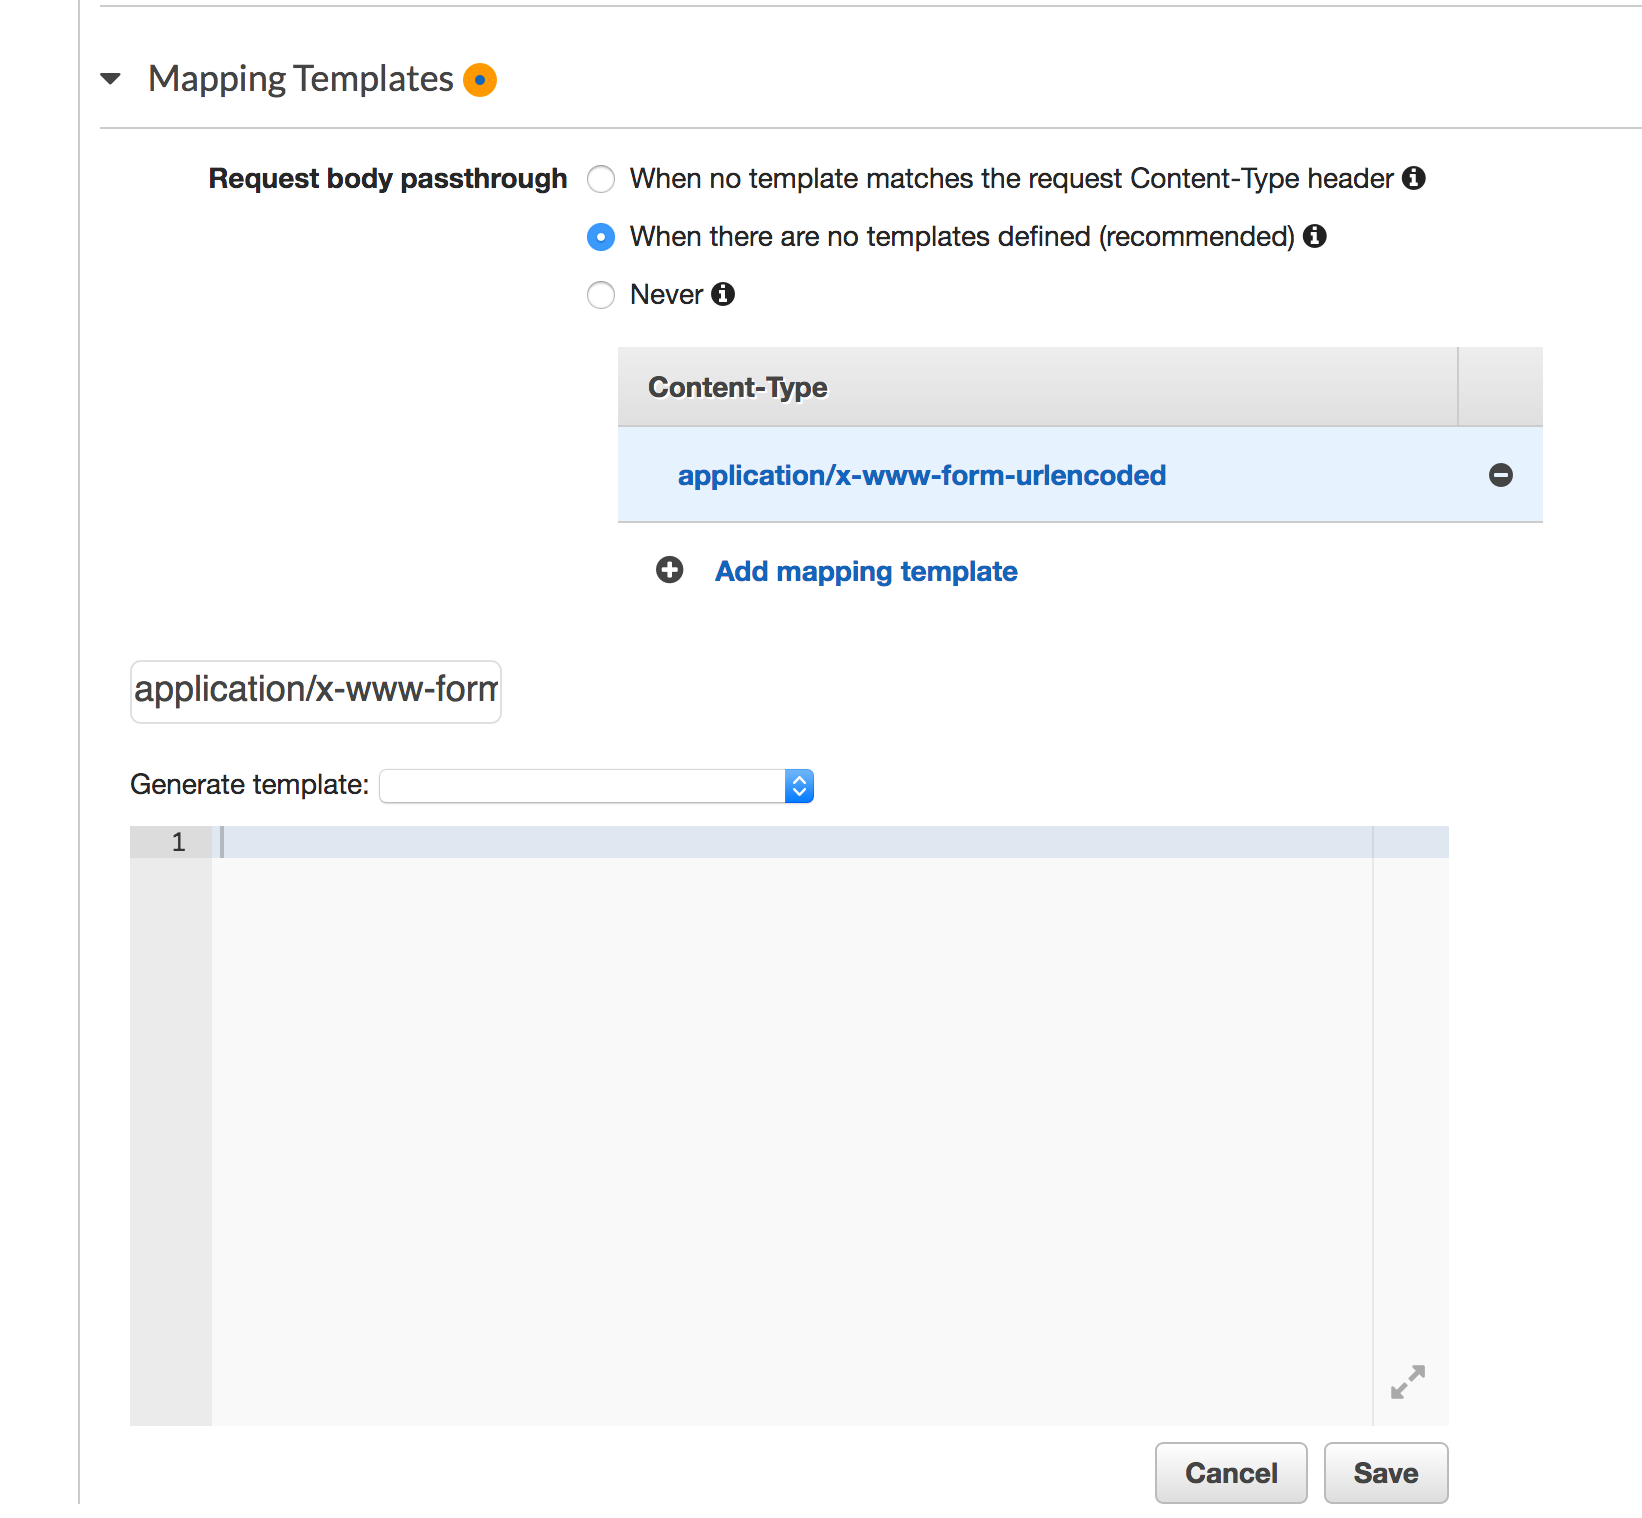 Mapping Templates
Request body passthrough
When no template matches the request Content-Type header
When there are no templates defined (recommended)
Never
Content-Type
application/x-www-form-urlencoded
Add mapping template
application/x-www-form
Generate template:
1
Cancel Save